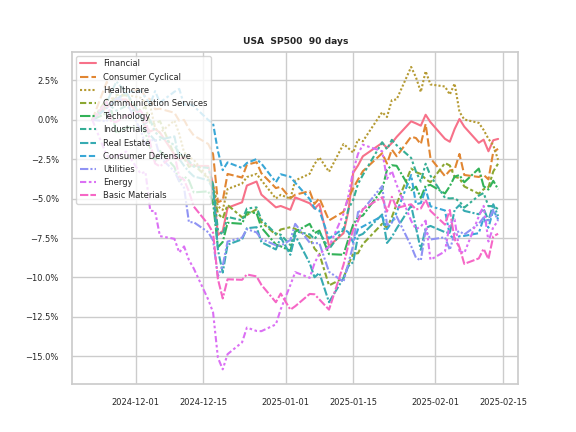 USA  SP500  90 days
Financial
Consumer Cyclical
Healthcare
Communication Services
Technology
Industrials
Real Estate
Consumer Defensive
Utilities
Energy
Basic Materials
2.5%
0.0%
−2.5%
−5.0%
−7.5%
−10.0%
−12.5%
−15.0%
2024-12-01
2024-12-15
2025-01-01
2025-01-15
2025-02-01
2025-02-15